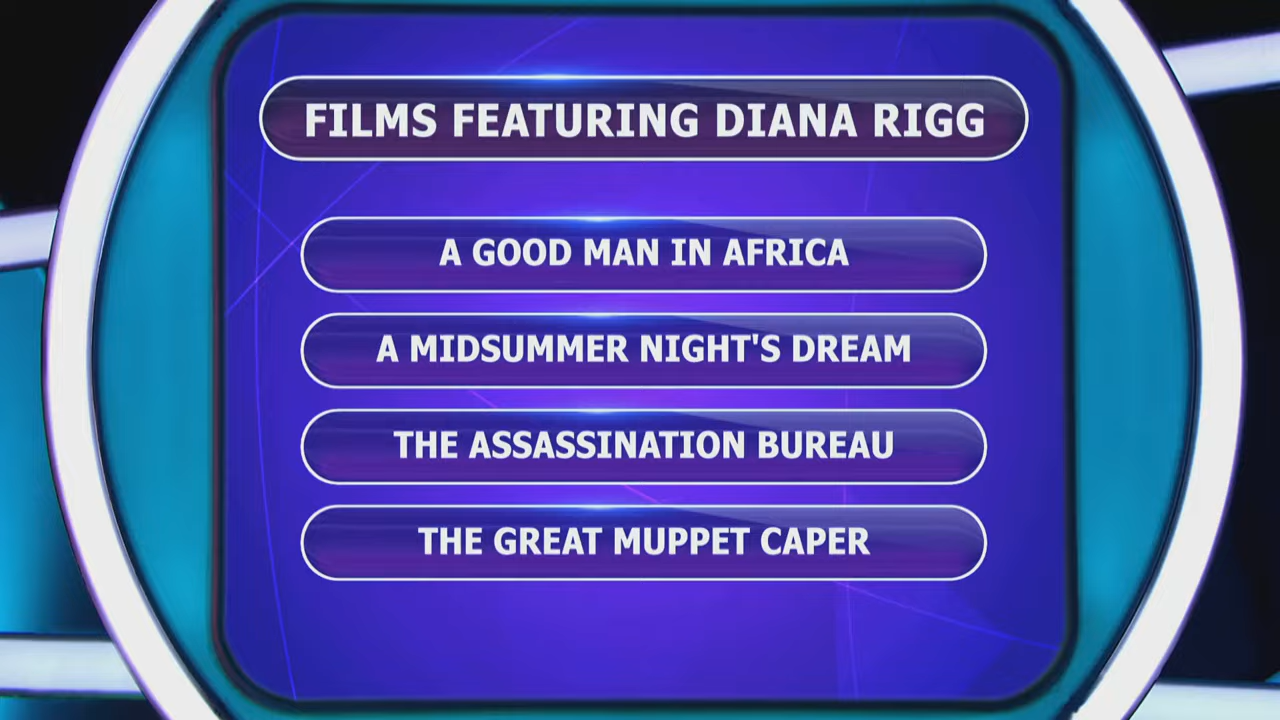 FILMS FEATURING DIANA RIGG
A GOOD MAN IN AFRICA
A MIDSUMMER NIGHT'S DREAM
THE ASSASSINATION BUREAU
THE GREAT MUPPET CAPER